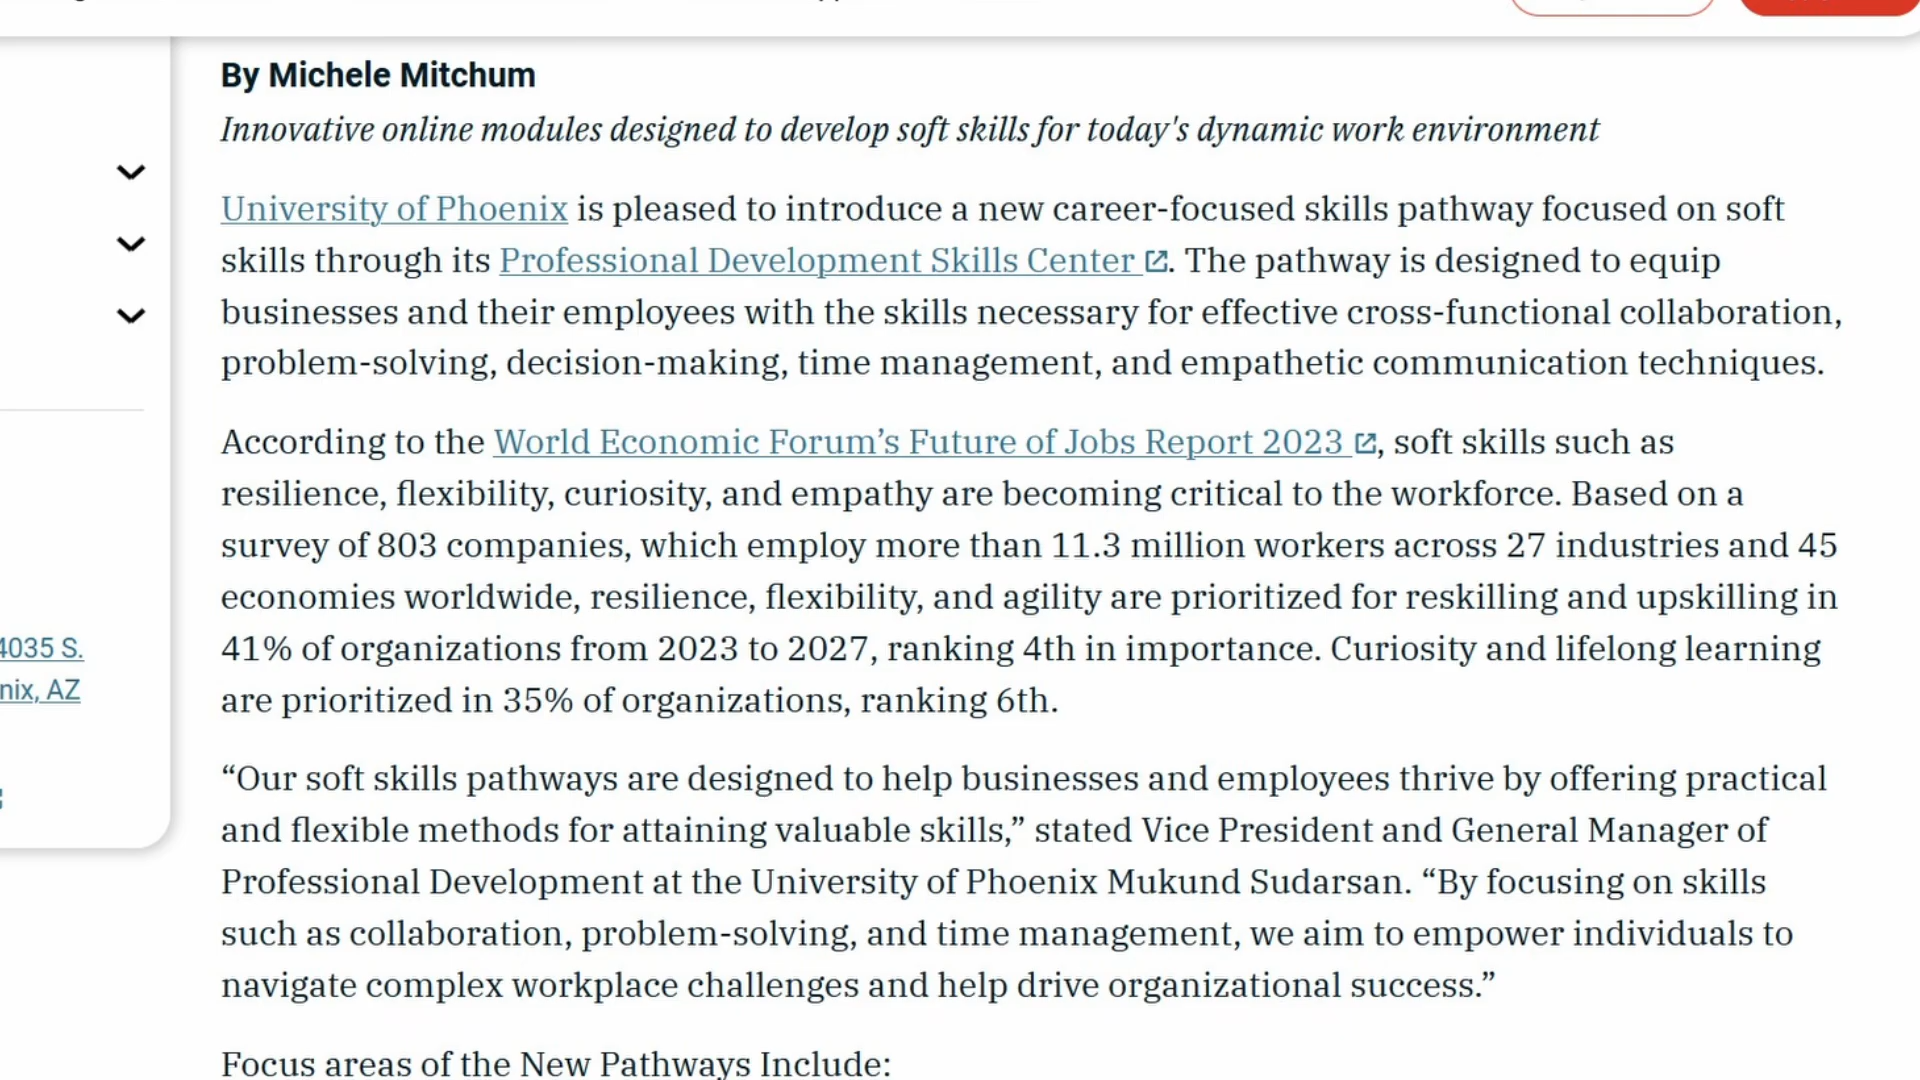 By Michele Mitchum
Innovative online modules designed to develop soft skills for today's dynamic work environment
University of Phoenix is pleased to introduce a new career-focused skills pathway focused on soft
skills through its Professional Development Skills Center. The pathway is designed to equip
businesses and their employees with the skills necessary for effective cross-functional collaboration,
problem-solving, decision-making, time management, and empathetic communication techniques.
According to the World Economic Forum’s Future of Jobs Report 2023, soft skills such as
resilience, flexibility, curiosity, and empathy are becoming critical to the workforce. Based on a
survey of 803 companies, which employ more than 11.3 million workers across 27 industries and 45
economies worldwide, resilience, flexibility, and agility are prioritized for reskilling and upskilling in
41% of organizations from 2023 to 2027, ranking 4th in importance. Curiosity and lifelong learning
are prioritized in 35% of organizations, ranking 6th.
4035 S.
nix, AZ
“Our soft skills pathways are designed to help businesses and employees thrive by offering practical
and flexible methods for attaining valuable skills,” stated Vice President and General Manager of
Professional Development at the University of Phoenix Mukund Sudarsan. “By focusing on skills
such as collaboration, problem-solving, and time management, we aim to empower individuals to
navigate complex workplace challenges and help drive organizational success.”
Focus areas of the New Pathways Include: